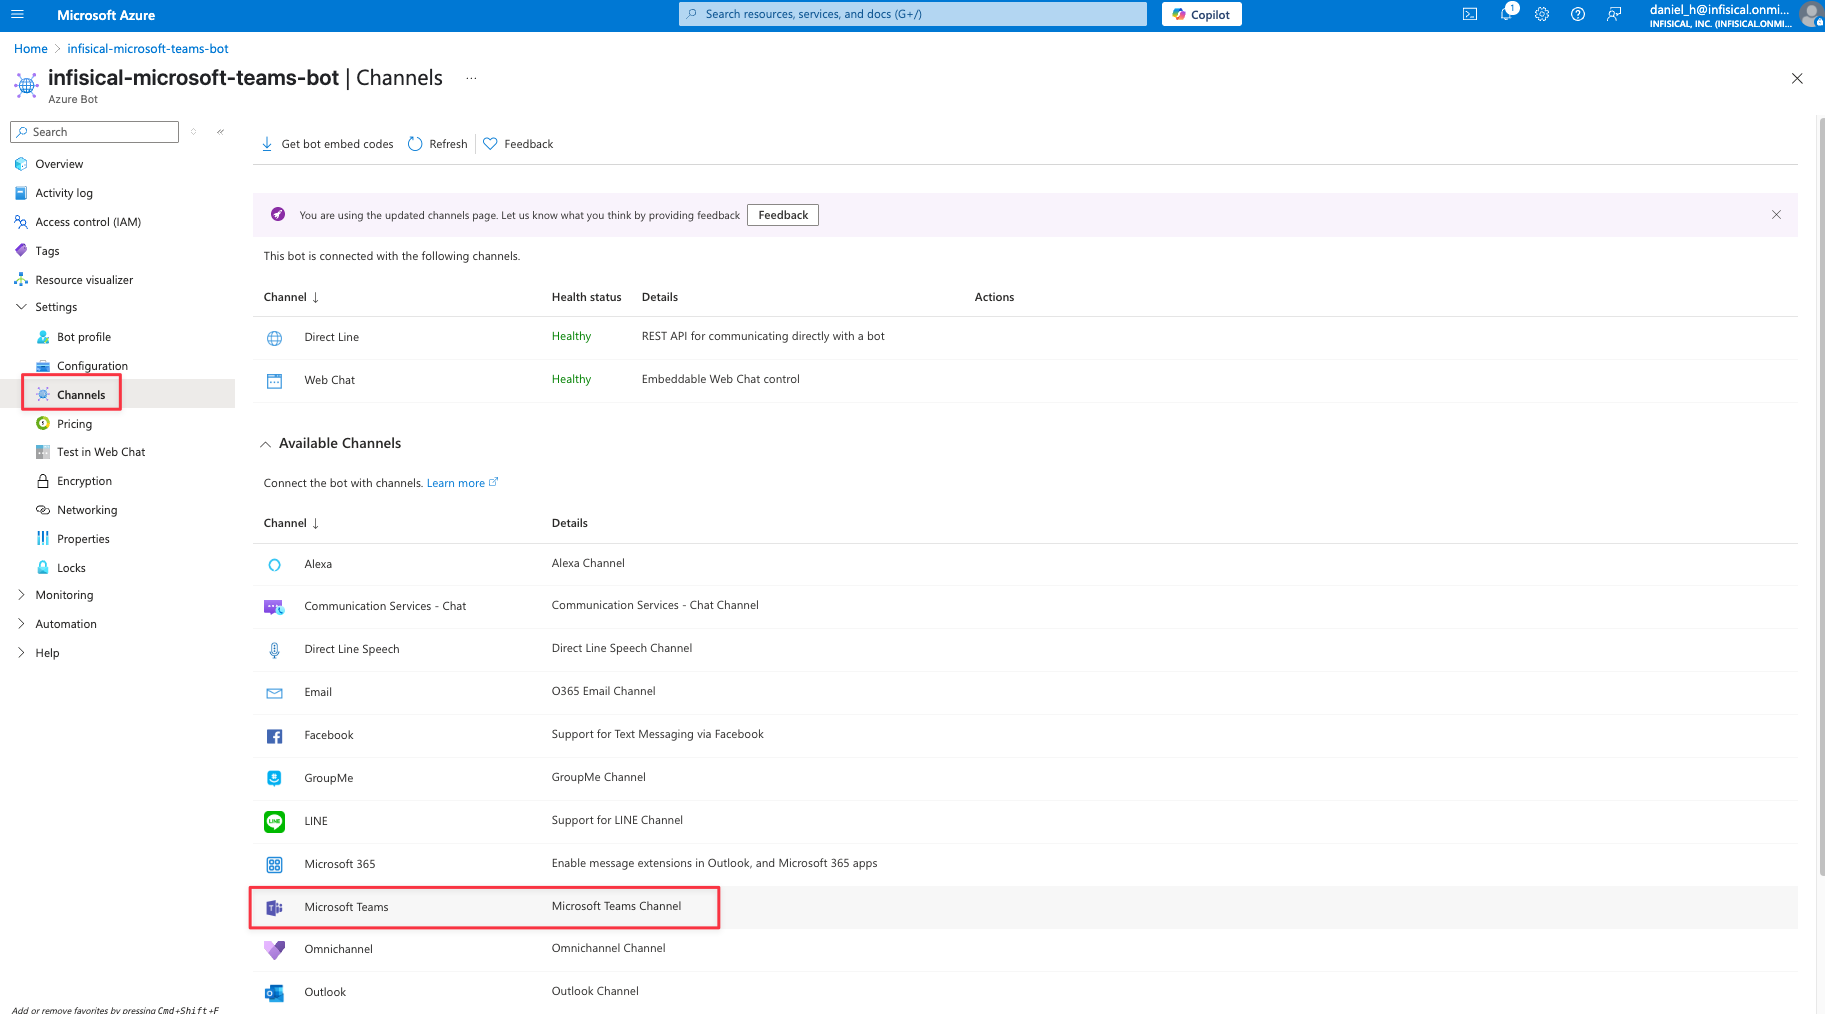 Microsoft Azure
Search resources, services, and docs (G+/)
Copilot
1
daniel_h@infisical.onmi...
INFISICAL, INC. (INFISICAL.ONMI...
Home > infisical-microsoft-teams-bot
infisical-microsoft-teams-bot | Channels ...
Azure Bot
Search
Get bot embed codes Refresh Feedback
Overview
Activity log
Access control (IAM)
Tags
Resource visualizer
Settings
Bot profile
Configuration
Channels
Pricing
Test in Web Chat
Encryption
Networking
Properties
Locks
Monitoring
Automation
Help
Add or remove favorites by pressing Cmd+Shift+F
You are using the updated channels page. Let us know what you think by providing feedback Feedback
This bot is connected with the following channels.
Channel ↓ Health status Details Actions
Direct Line Healthy REST API for communicating directly with a bot
Web Chat Healthy Embeddable Web Chat control
Available Channels
Connect the bot with channels. Learn more
Channel ↓ Details
Alexa Alexa Channel
Communication Services - Chat Communication Services - Chat Channel
Direct Line Speech Direct Line Speech Channel
Email O365 Email Channel
Facebook Support for Text Messaging via Facebook
GroupMe GroupMe Channel
LINE LINE Support for LINE Channel
Microsoft 365 Enable message extensions in Outlook, and Microsoft 365 apps
Microsoft Teams Microsoft Teams Channel
Omnichannel Omnichannel Channel
Outlook Outlook Channel